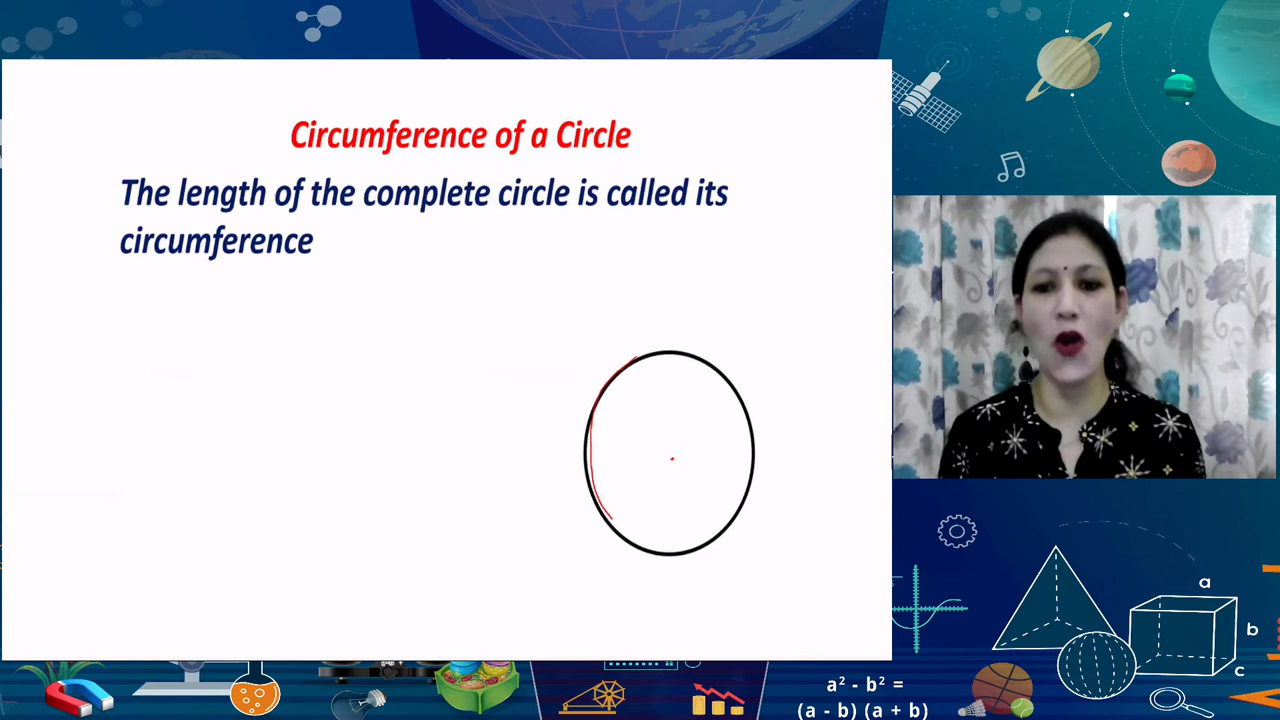 Circumference of a Circle
The length of the complete circle is called its
circumference
a
b
c
a² - b² =
(a - b) (a + b)